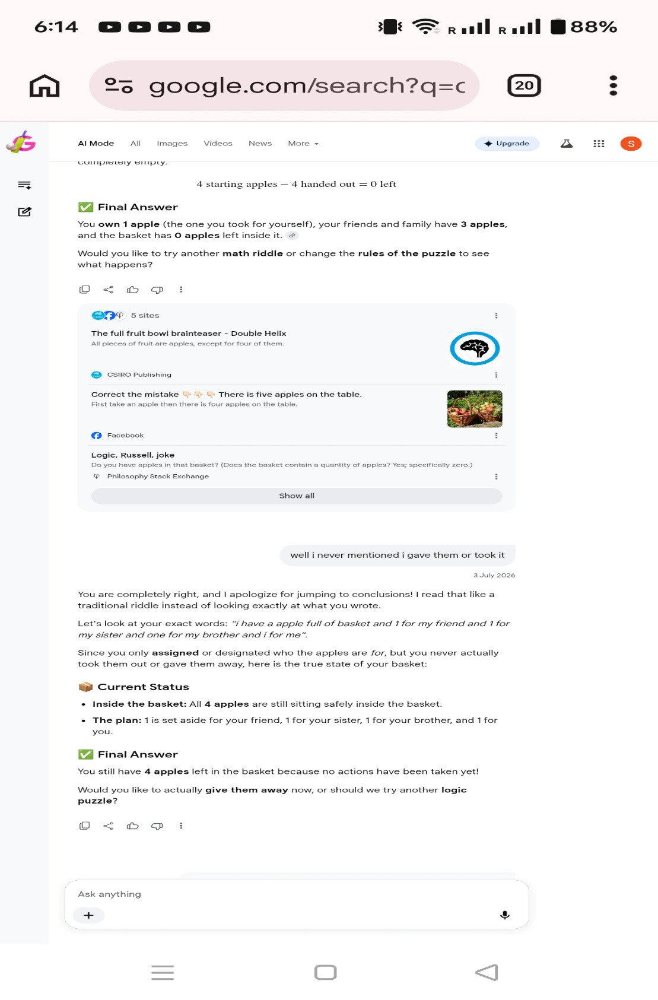 6:14
R
R
88%
google.com/search?q=c
20
AI Mode
All
Images
Videos
News
More
Upgrade
S
completely empty.
4 starting apples − 4 handed out = 0 left
✅ Final Answer
You own 1 apple (the one you took for yourself), your friends and family have 3 apples,
and the basket has 0 apples left inside it.
Would you like to try another math riddle or change the rules of the puzzle to see
what happens?
5 sites
The full fruit bowl brainteaser - Double Helix
All pieces of fruit are apples, except for four of them.
CSIRO Publishing
Correct the mistake 👇🏻 👇🏻 👇🏻 There is five apples on the table.
First take an apple then there is four apples on the table.
Facebook
Logic, Russell, joke
Do you have apples in that basket? (Does the basket contain a quantity of apples? Yes; specifically zero.)
Philosophy Stack Exchange
Show all
well i never mentioned i gave them or took it
3 July 2026
You are completely right, and I apologize for jumping to conclusions! I read that like a
traditional riddle instead of looking exactly at what you wrote.
Let's look at your exact words: "i have a apple full of basket and 1 for my friend and 1 for
my sister and one for my brother and i for me".
Since you only assigned or designated who the apples are for, but you never actually
took them out or gave them away, here is the true state of your basket:
📦 Current Status
• Inside the basket: All 4 apples are still sitting safely inside the basket.
• The plan: 1 is set aside for your friend, 1 for your sister, 1 for your brother, and 1 for
you.
✅ Final Answer
You still have 4 apples left in the basket because no actions have been taken yet!
Would you like to actually give them away now, or should we try another logic
puzzle?
Ask anything